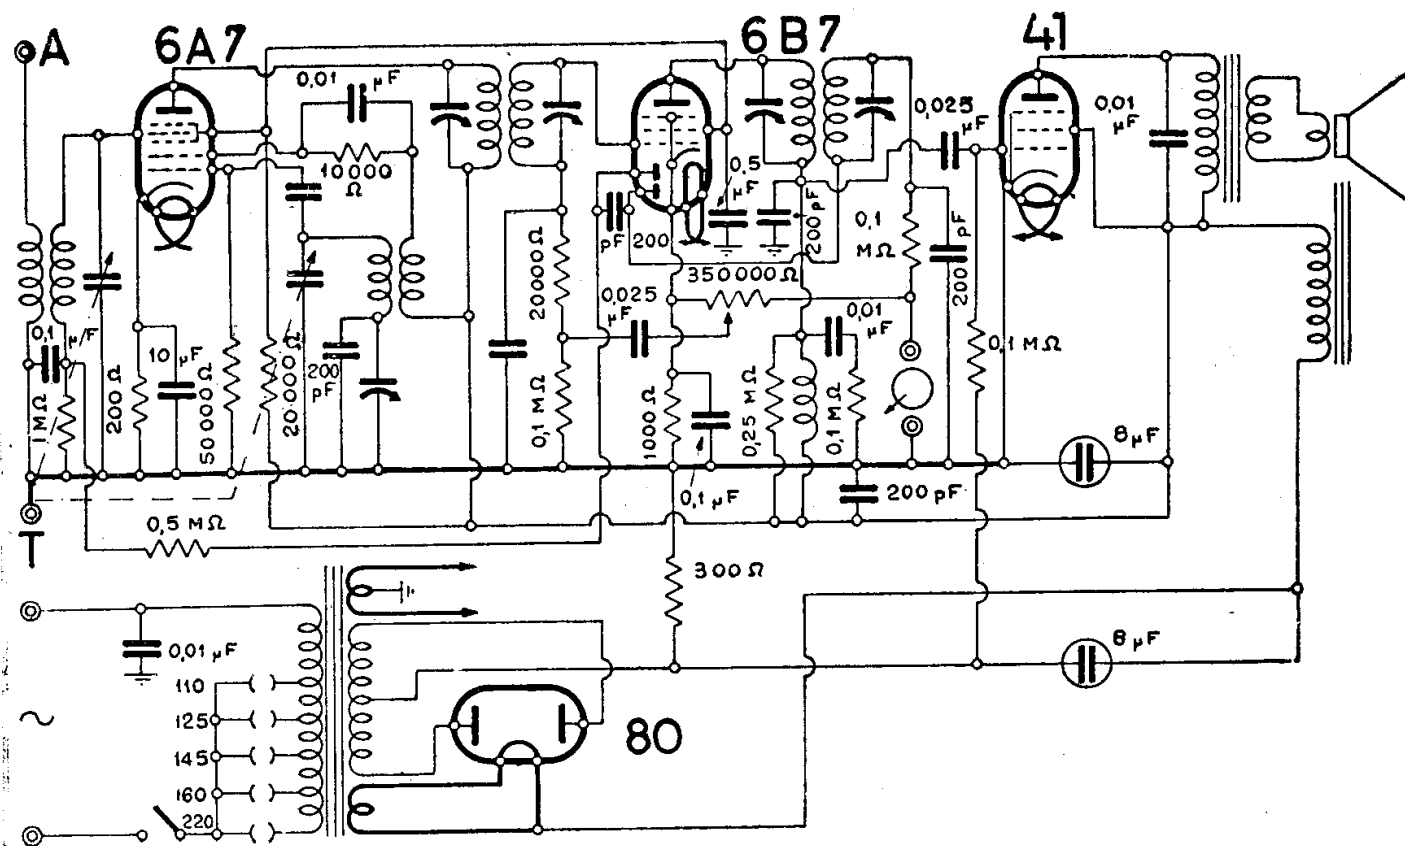 A
6A7
6B7
41
0,01 µF
10000 Ω
0,025 µF
0,01 µF
0,5 µF
200 pF
0,1 MΩ
200 pF
pF 200
350000 Ω
20000 Ω
0,025 µF
0,01 µF
0,1 MΩ
0,1 µ/F
1 MΩ
200 Ω
10 µF
50000 Ω
20000 Ω
200 pF
0,1 MΩ
1000 Ω
0,25 MΩ
0,1 MΩ
8 µF
0,1 µF
200 pF
T
0,5 MΩ
300 Ω
8 µF
0,01 µF
110
125
145
160
220
80